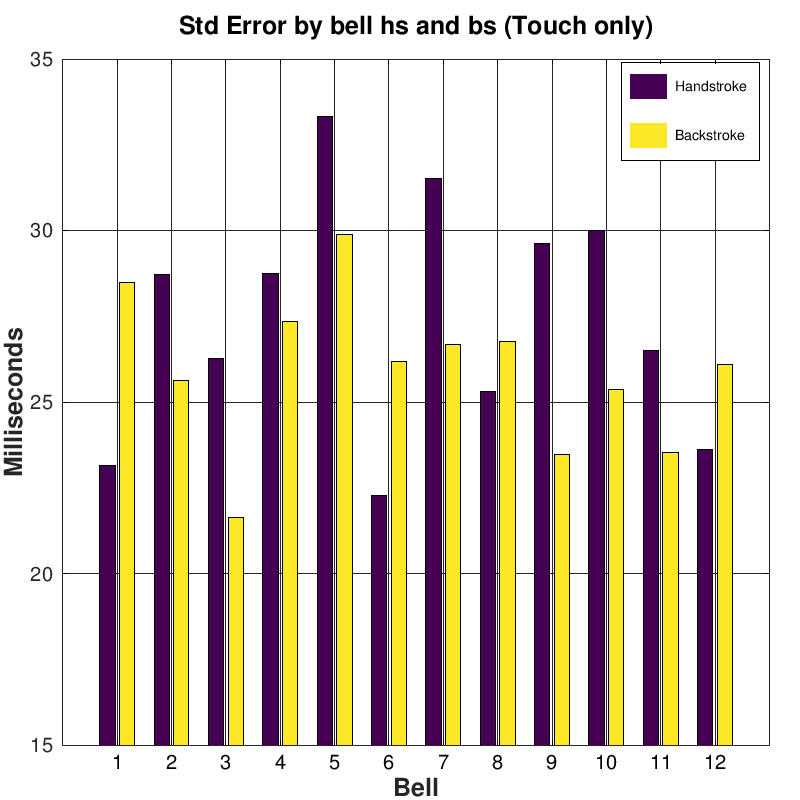 Std Error by bell hs and bs (Touch only)
Handstroke
Backstroke
35
30
25
20
15
Milliseconds
1 2 3 4 5 6 7 8 9 10 11 12
Bell